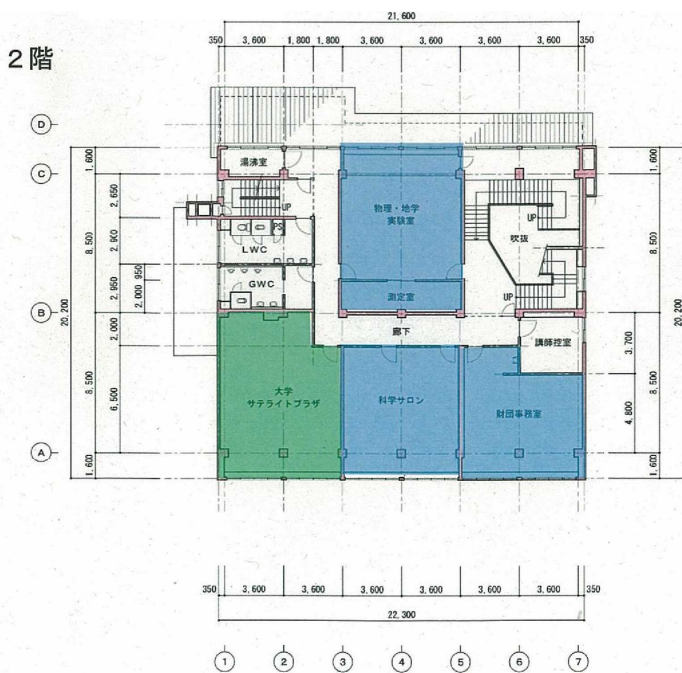 2階
21,600
350 3,600 1,800 1,800 3,600 3,600 3,600 3,600 350
D
C
B
A
20,200
1,600
8,500
8,500
1,600
2,650
2,900
2,950
2,000
6,500
950
2,000
湯沸室
UP
PS
LWC
GWC
物理・地学
実験室
測定室
UP
吹抜
UP
廊下
講師控室
大学
サテライトプラザ
科学サロン
財団事務室
1,600
8,500
3,700
4,800
8,500
1,600
20,200
350 3,600 3,600 3,600 3,600 3,600 3,600 350
22,300
1 2 3 4 5 6 7